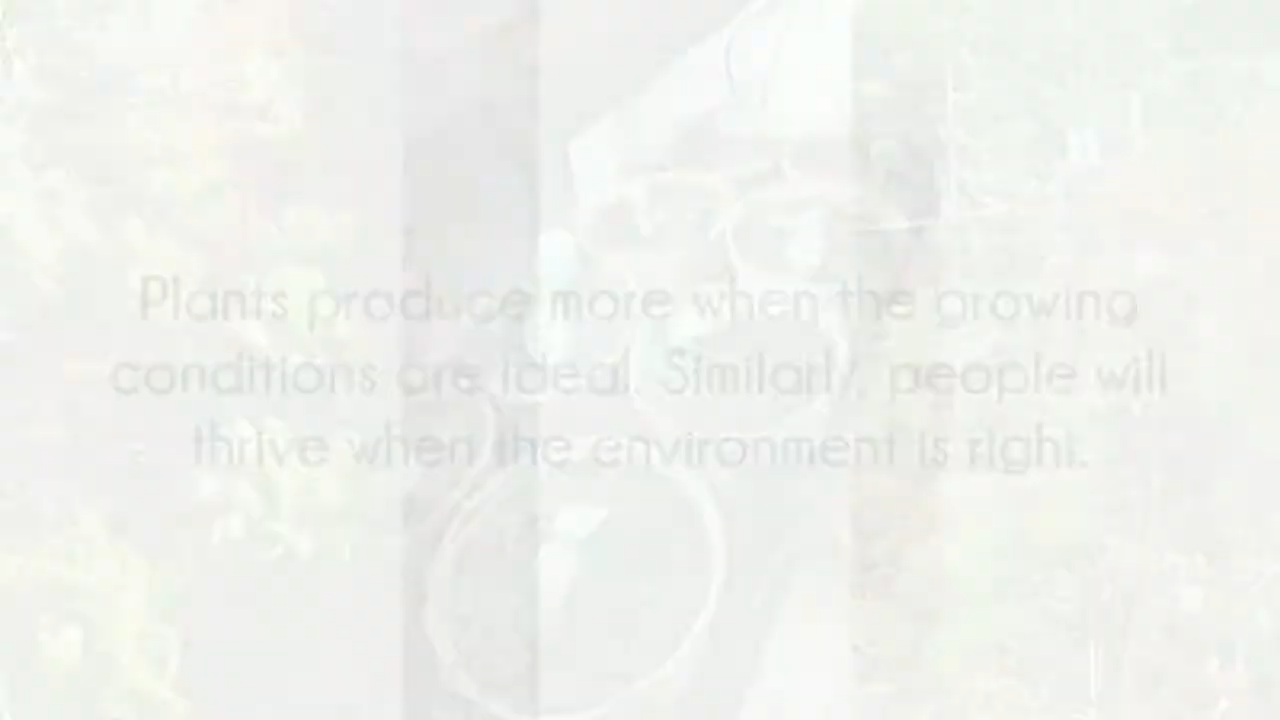 Plants produce more when the growing
conditions are ideal. Similarly, people will
thrive when the environment is right.